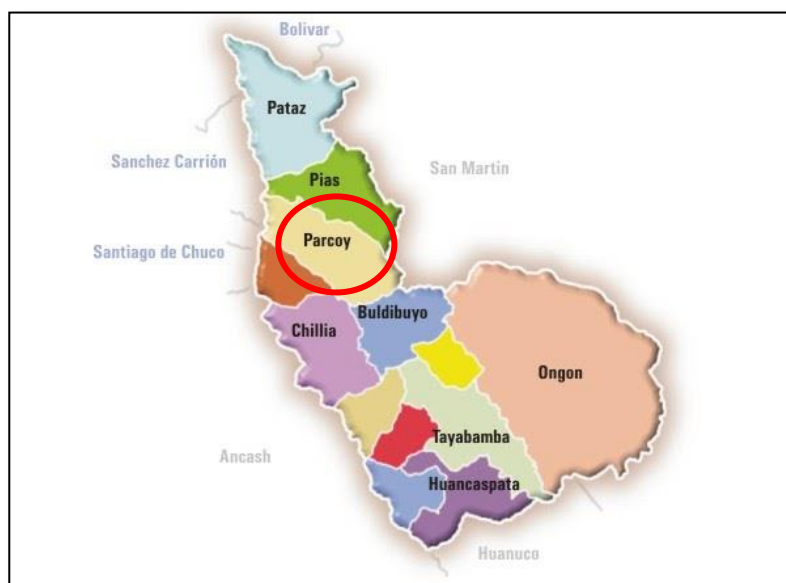 Bolivar
Pataz
Sanchez Carrión
San Martin
Pias
Parcoy
Santiago de Chuco
Buldibuyo
Chillia
Ongon
Tayabamba
Ancash
Huancaspata
Huanuco